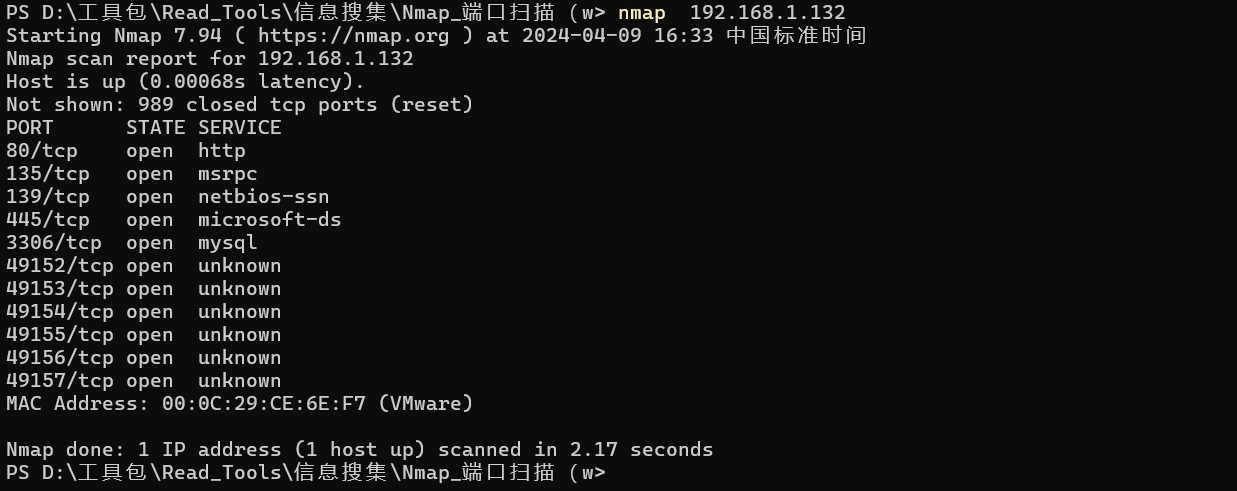 PS D:\工具包\Read_Tools\信息搜集\Nmap_端口扫描 (w> nmap  192.168.1.132
Starting Nmap 7.94 ( https://nmap.org ) at 2024-04-09 16:33 中国标准时间
Nmap scan report for 192.168.1.132
Host is up (0.00068s latency).
Not shown: 989 closed tcp ports (reset)
PORT      STATE SERVICE
80/tcp    open  http
135/tcp   open  msrpc
139/tcp   open  netbios-ssn
445/tcp   open  microsoft-ds
3306/tcp  open  mysql
49152/tcp open  unknown
49153/tcp open  unknown
49154/tcp open  unknown
49155/tcp open  unknown
49156/tcp open  unknown
49157/tcp open  unknown
MAC Address: 00:0C:29:CE:6E:F7 (VMware)
Nmap done: 1 IP address (1 host up) scanned in 2.17 seconds
PS D:\工具包\Read_Tools\信息搜集\Nmap_端口扫描 (w>